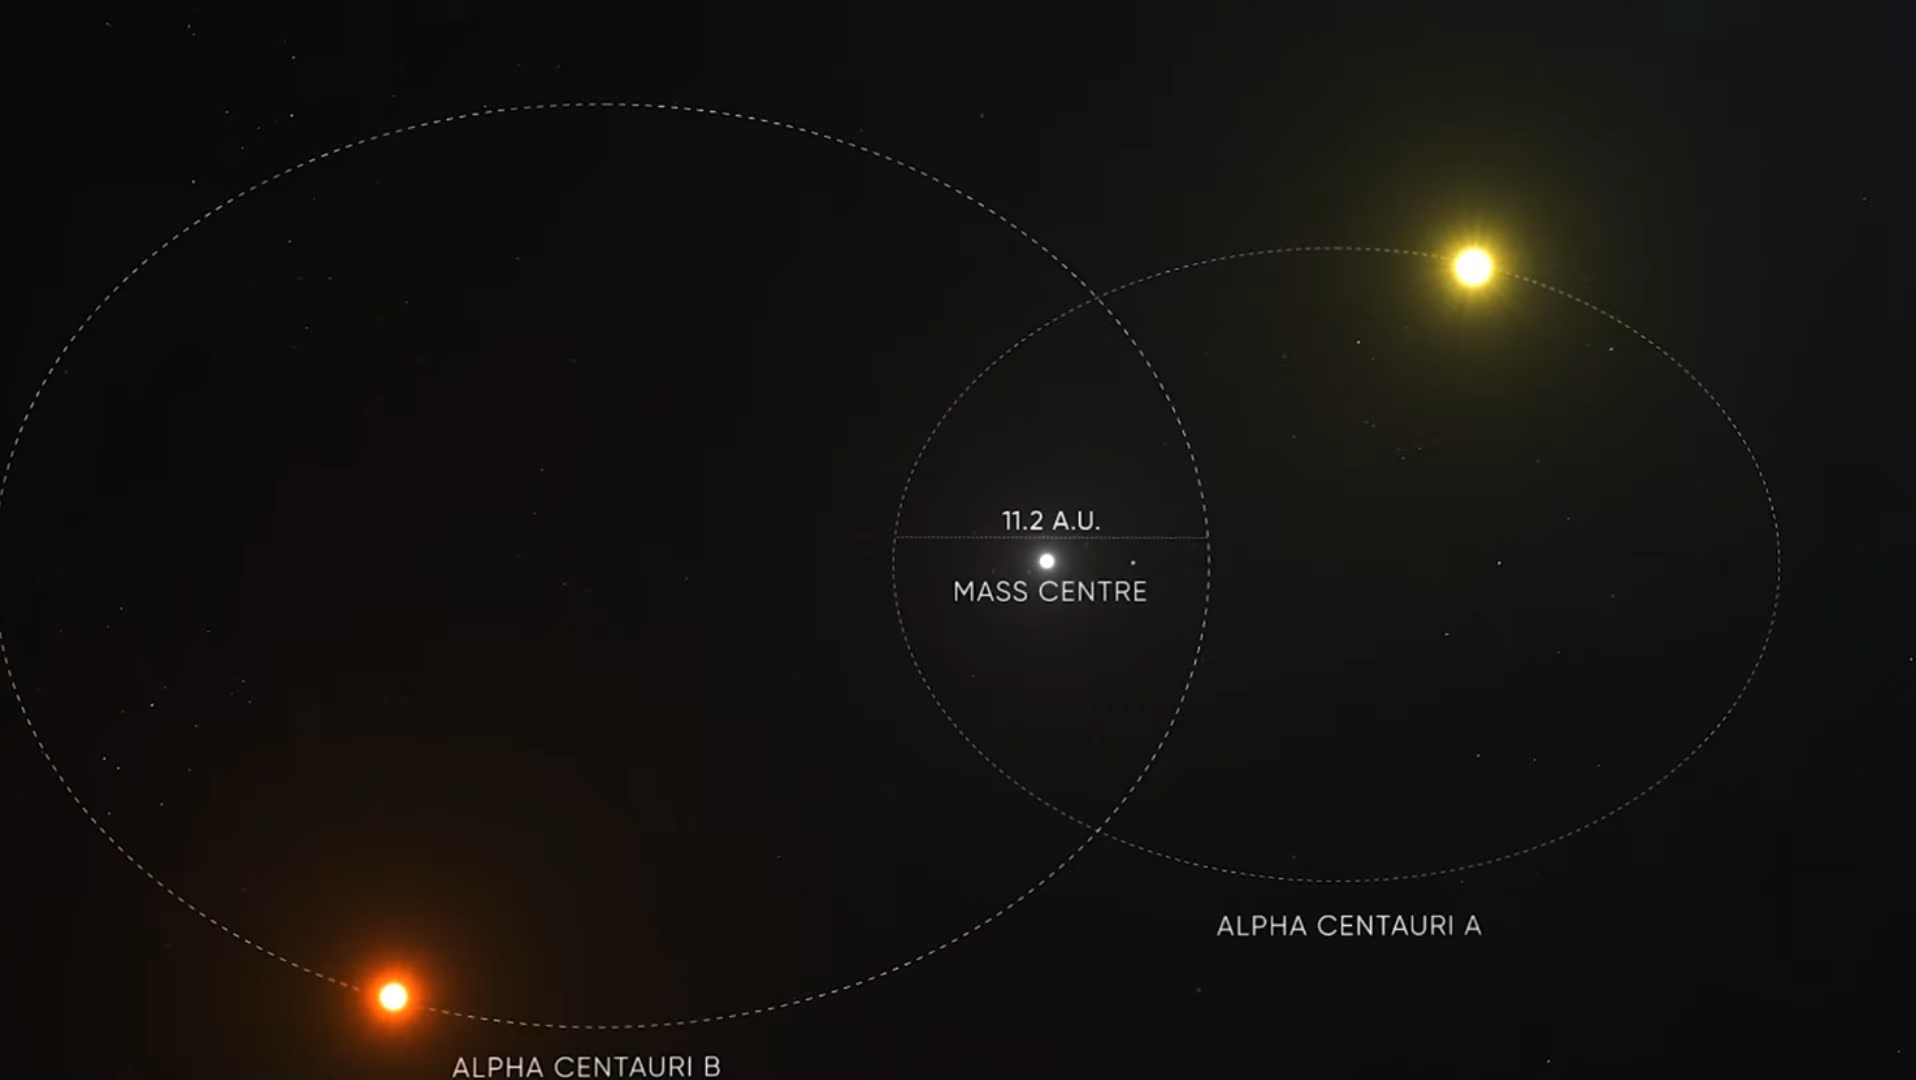 11.2 A.U.
MASS CENTRE
ALPHA CENTAURI A
ALPHA CENTAURI B